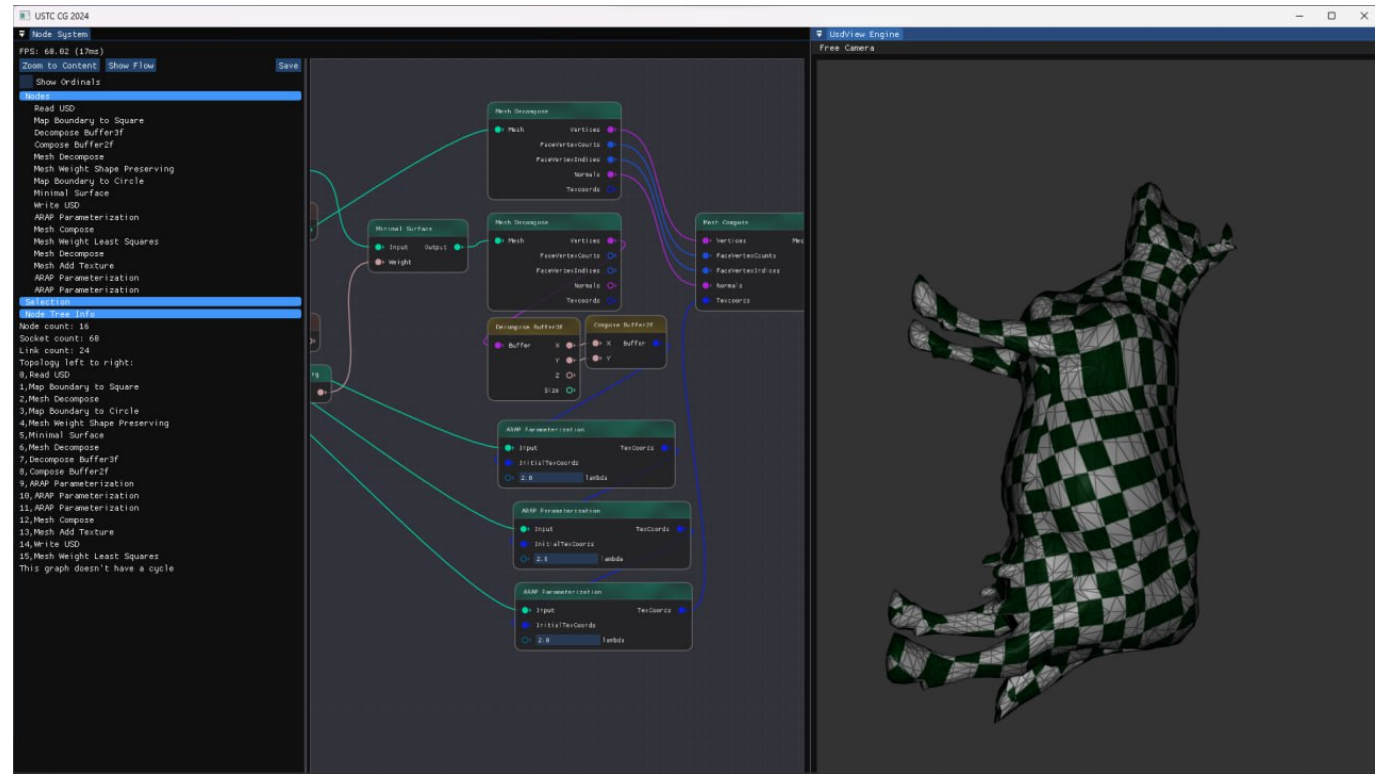 USTC CG 2024
Node System
FPS: 68.02 (17ms)
Zoom to Content Show Flow Save
Show Ordinals
Nodes
Read USD
Map Boundary to Square
Decompose Buffer3f
Compose Buffer2f
Mesh Decompose
Mesh Weight Shape Preserving
Map Boundary to Circle
Minimal Surface
Write USD
ARAP Parameterization
Mesh Compose
Mesh Weight Least Squares
Mesh Decompose
Mesh Add Texture
ARAP Parameterization
ARAP Parameterization
Selection
Node Tree Info
Node count: 16
Socket count: 68
Link count: 24
Topology left to right:
0,Read USD
1,Map Boundary to Square
2,Mesh Decompose
3,Map Boundary to Circle
4,Mesh Weight Shape Preserving
5,Minimal Surface
6,Mesh Decompose
7,Decompose Buffer3f
8,Compose Buffer2f
9,ARAP Parameterization
10,ARAP Parameterization
11,ARAP Parameterization
12,Mesh Compose
13,Mesh Add Texture
14,Write USD
15,Mesh Weight Least Squares
This graph doesn't have a cycle
Mesh Decompose
Mesh Vertices
FaceVertexCounts
FaceVertexIndices
Normals
Texcoords
Minimal Surface
Input Output
Weight
Mesh Decompose
Mesh Vertices
FaceVertexCounts
FaceVertexIndices
Normals
Texcoords
Mesh Compose
Vertices Mes
FaceVertexCounts
FaceVertexIndices
Normals
Texcoords
Decompose Buffer3f
Buffer X
Y
Z
Size
Compose Buffer2f
X Buffer
Y
ng
ARAP Parameterization
Input TexCoords
InitialTexCoords
2.0 lambda
ARAP Parameterization
Input TexCoords
InitialTexCoords
2.0 lambda
ARAP Parameterization
Input TexCoords
InitialTexCoords
2.0 lambda
UsdView Engine
Free Camera